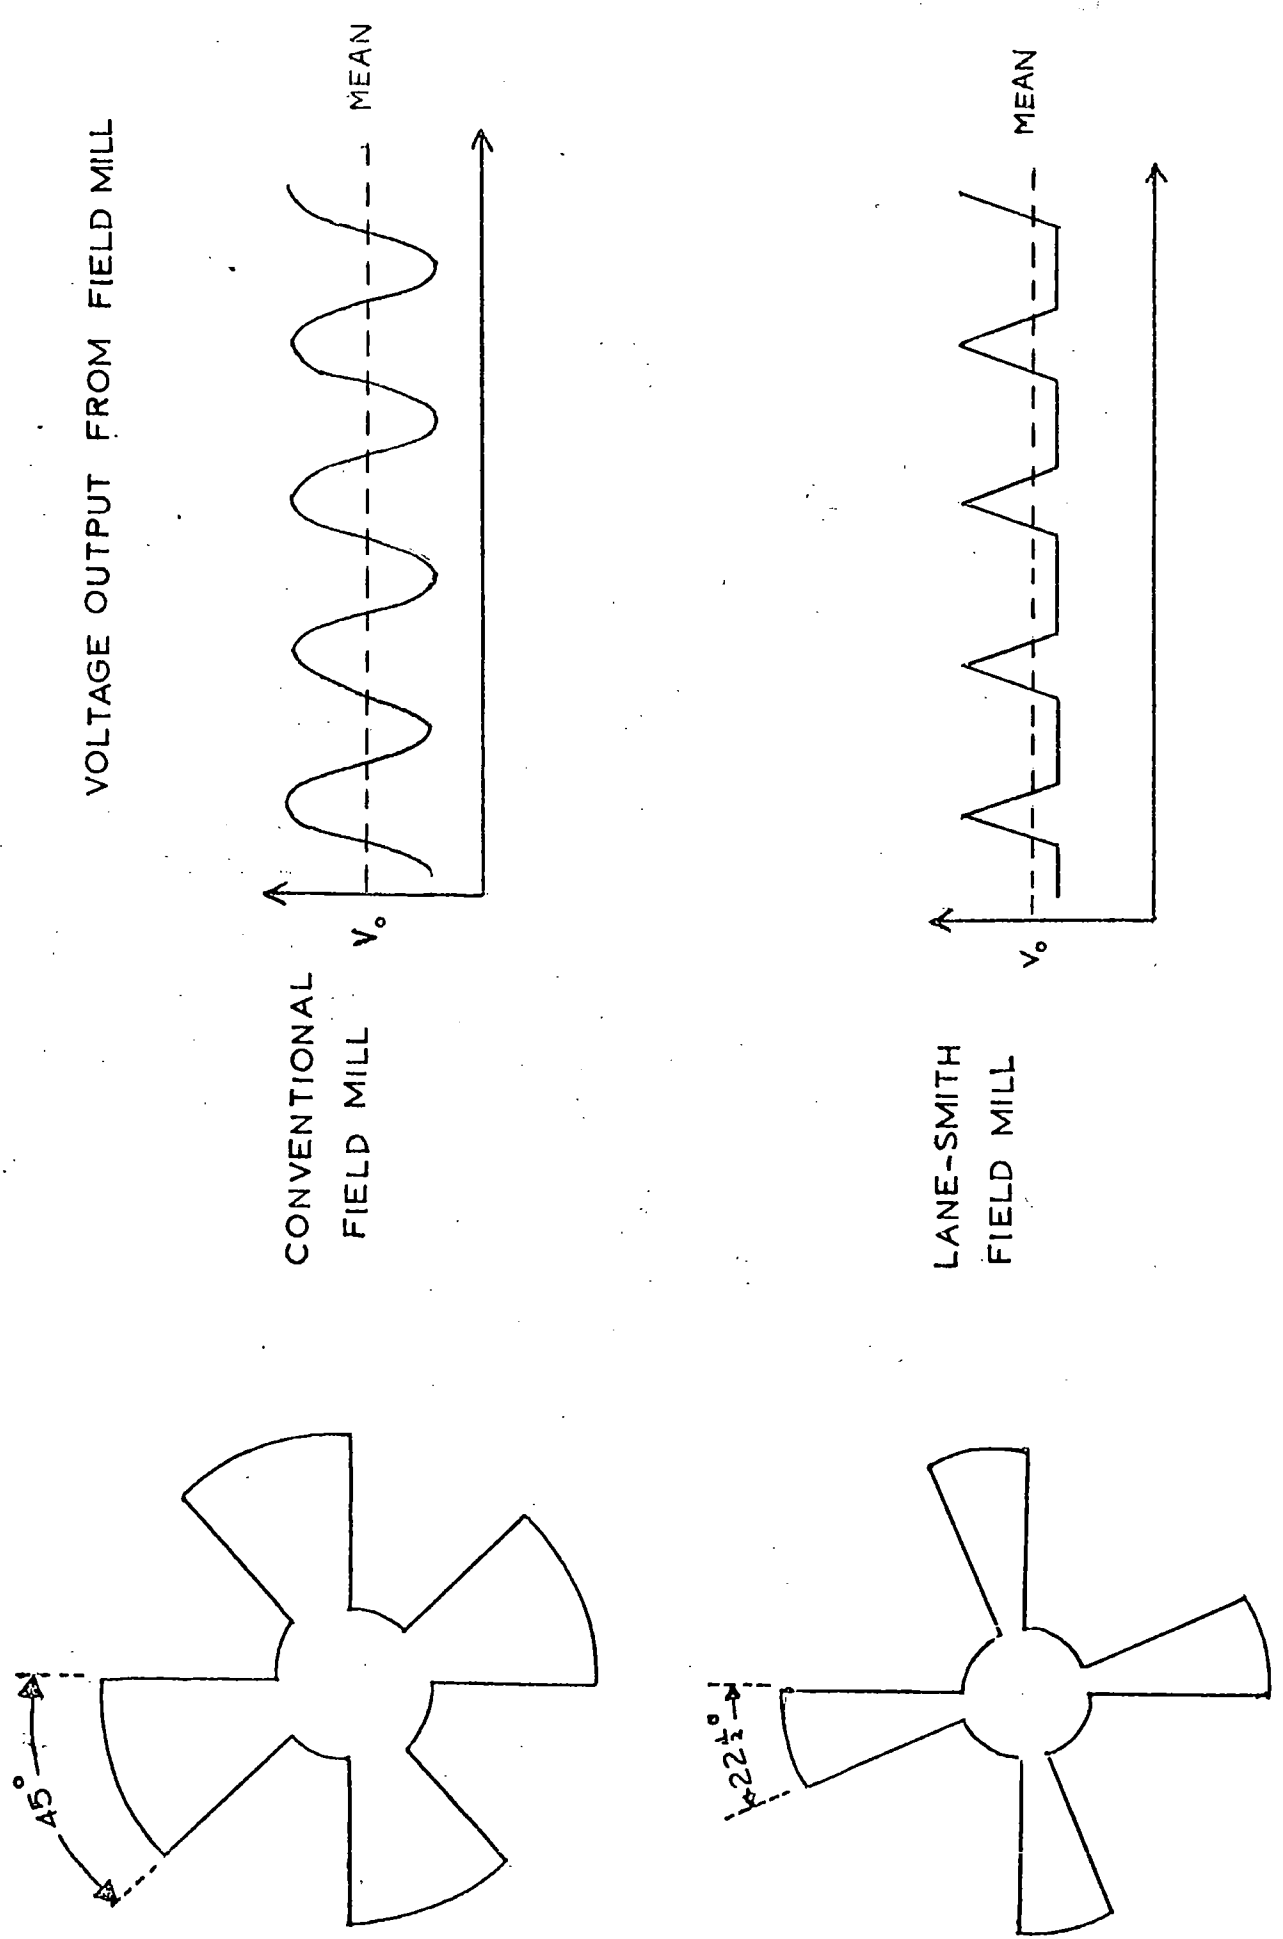 VOLTAGE OUTPUT FROM FIELD MILL
45°
CONVENTIONAL
FIELD MILL
V₀
MEAN
22½°
LANE-SMITH
FIELD MILL
V₀
MEAN